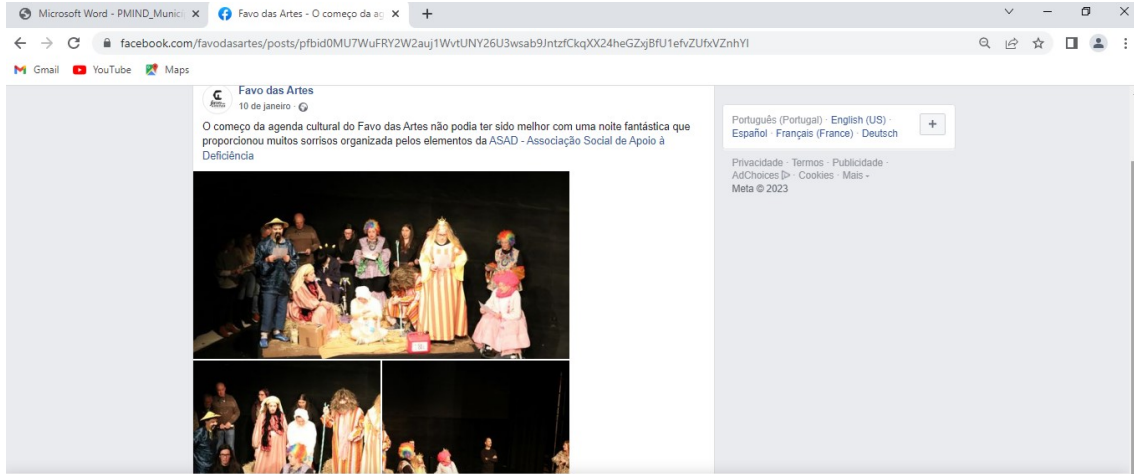 Microsoft Word - PMIND_Munici
Favo das Artes - O começo da ag
facebook.com/favodasartes/posts/pfbid0MU7WuFRY2W2auj1WvtUNY26U3wsab9JntzfCkqXX24heGZxjBfU1efvZUfxVZnhYl
Gmail YouTube Maps
Favo das Artes
10 de janeiro ·
O começo da agenda cultural do Favo das Artes não podia ter sido melhor com uma noite fantástica que
proporcionou muitos sorrisos organizada pelos elementos da ASAD - Associação Social de Apoio à
Deficiência
Português (Portugal) · English (US) ·
Español · Français (France) · Deutsch
Privacidade · Termos · Publicidade ·
AdChoices · Cookies · Mais
Meta © 2023